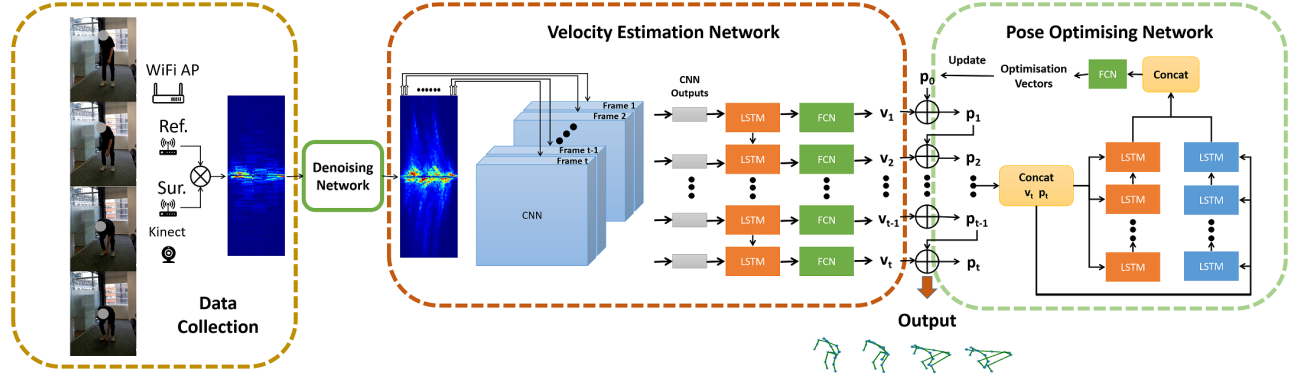 WiFi AP
Ref.
Sur.
Kinect
Data
Collection
Denoising
Network
Velocity Estimation Network
Frame 1
Frame 2
Frame t-1
Frame t
CNN
CNN
Outputs
LSTM
FCN
v1
LSTM
FCN
v2
LSTM
FCN
vt-1
LSTM
FCN
vt
p0
p1
p2
pt-1
pt
Output
Pose Optimising Network
Update
Optimisation
Vectors
FCN
Concat
Concat
vt pt
LSTM
LSTM
LSTM
LSTM
LSTM
LSTM